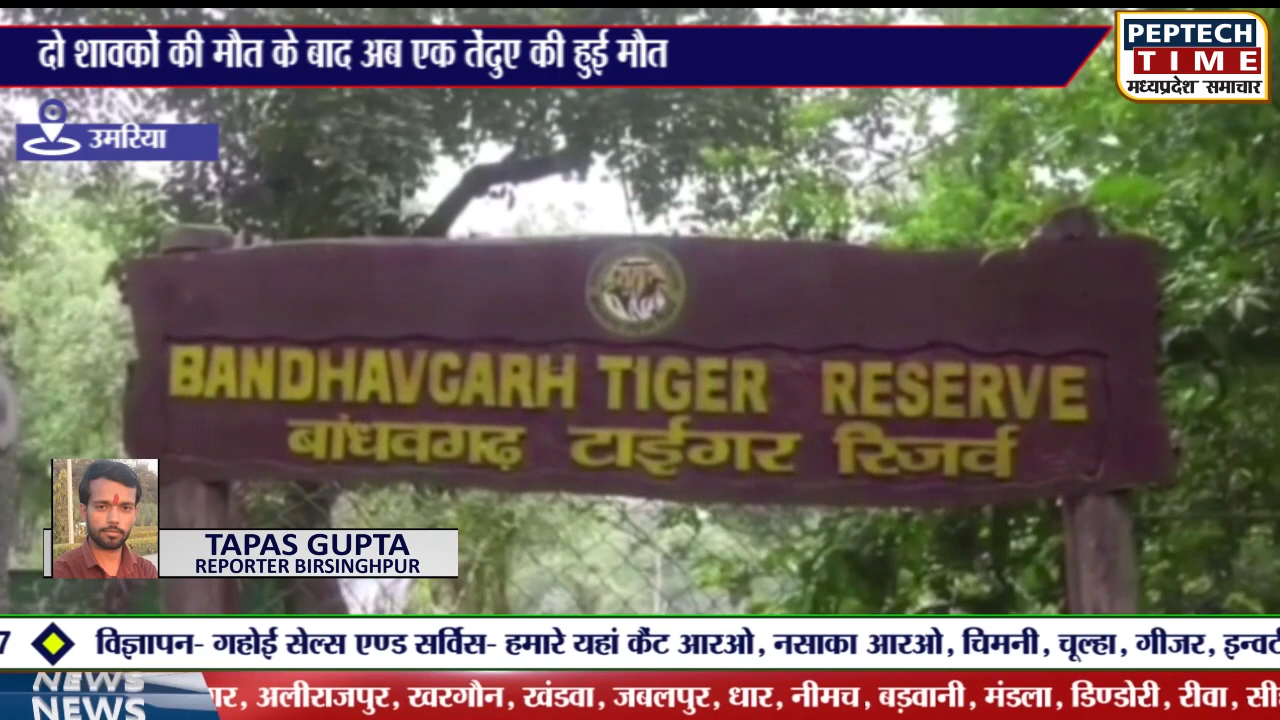 दो शावकों की मौत के बाद अब एक तेंदुए की हुई मौत
PEPTECH
TIME
मध्यप्रदेश समाचार
उमरिया
BANDHAVGARH TIGER RESERVE
बांधवगढ़ टाईगर रिजर्व
TAPAS GUPTA
REPORTER BIRSINGHPUR
7 विज्ञापन- गहोई सेल्स एण्ड सर्विस- हमारे यहां कैंट आरओ, नसाका आरओ, चिमनी, चूल्हा, गीजर,
NEWS
NEWS
अलीराजपुर, खरगौन, खंडवा, जबलपुर, धार, नीमच, बड़वानी, मंडला, डिण्डोरी, रीवा,